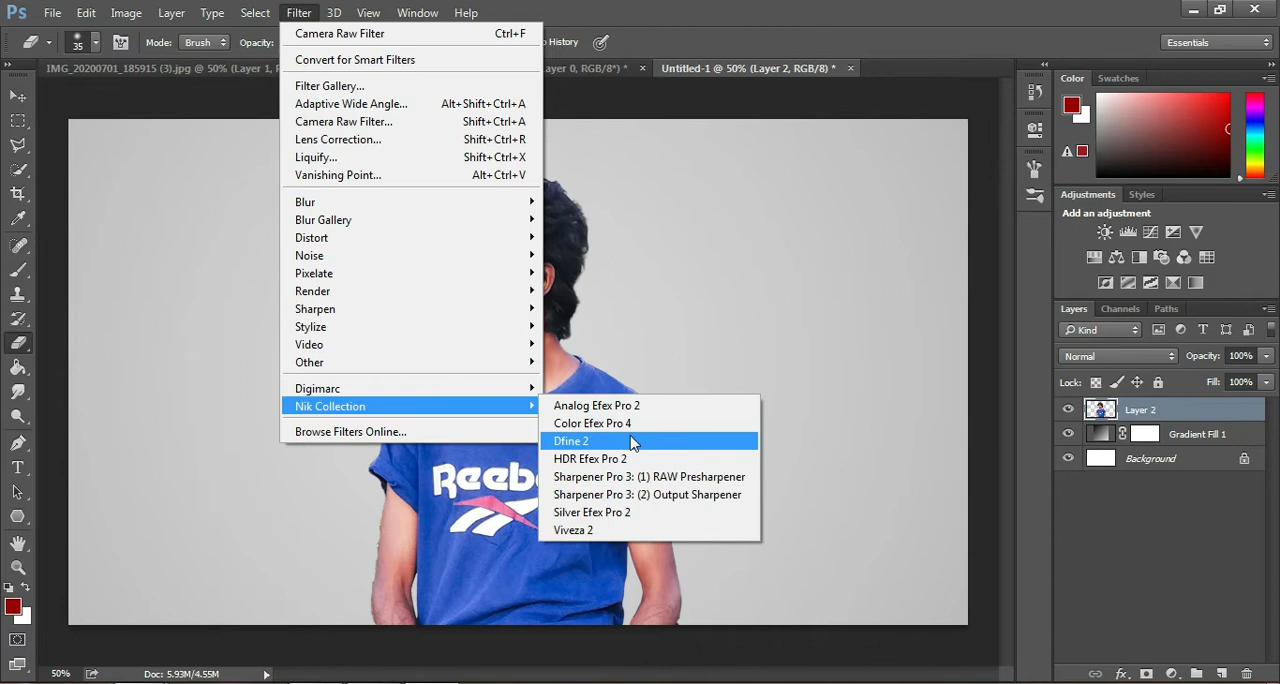 Ps File Edit Image Layer Type Select Filter 3D View Window Help
35 Mode: Brush Opacity: History Essentials
IMG_20200701_185915 (3).jpg @ 50% (Layer 1, ayer 0, RGB/8*) * Untitled-1 @ 50% (Layer 2, RGB/8) *
Camera Raw Filter Ctrl+F
Convert for Smart Filters
Filter Gallery...
Adaptive Wide Angle... Alt+Shift+Ctrl+A
Camera Raw Filter... Shift+Ctrl+A
Lens Correction... Shift+Ctrl+R
Liquify... Shift+Ctrl+X
Vanishing Point... Alt+Ctrl+V
Blur
Blur Gallery
Distort
Noise
Pixelate
Render
Sharpen
Stylize
Video
Other
Digimarc
Nik Collection
Browse Filters Online...
Analog Efex Pro 2
Color Efex Pro 4
Dfine 2
HDR Efex Pro 2
Sharpener Pro 3: (1) RAW Presharpener
Sharpener Pro 3: (2) Output Sharpener
Silver Efex Pro 2
Viveza 2
Reeb
Color Swatches
Adjustments Styles
Add an adjustment
Layers Channels Paths
Kind
Normal Opacity: 100%
Lock: Fill: 100%
Layer 2
Gradient Fill 1
Background
50% Doc: 5.93M/4.55M